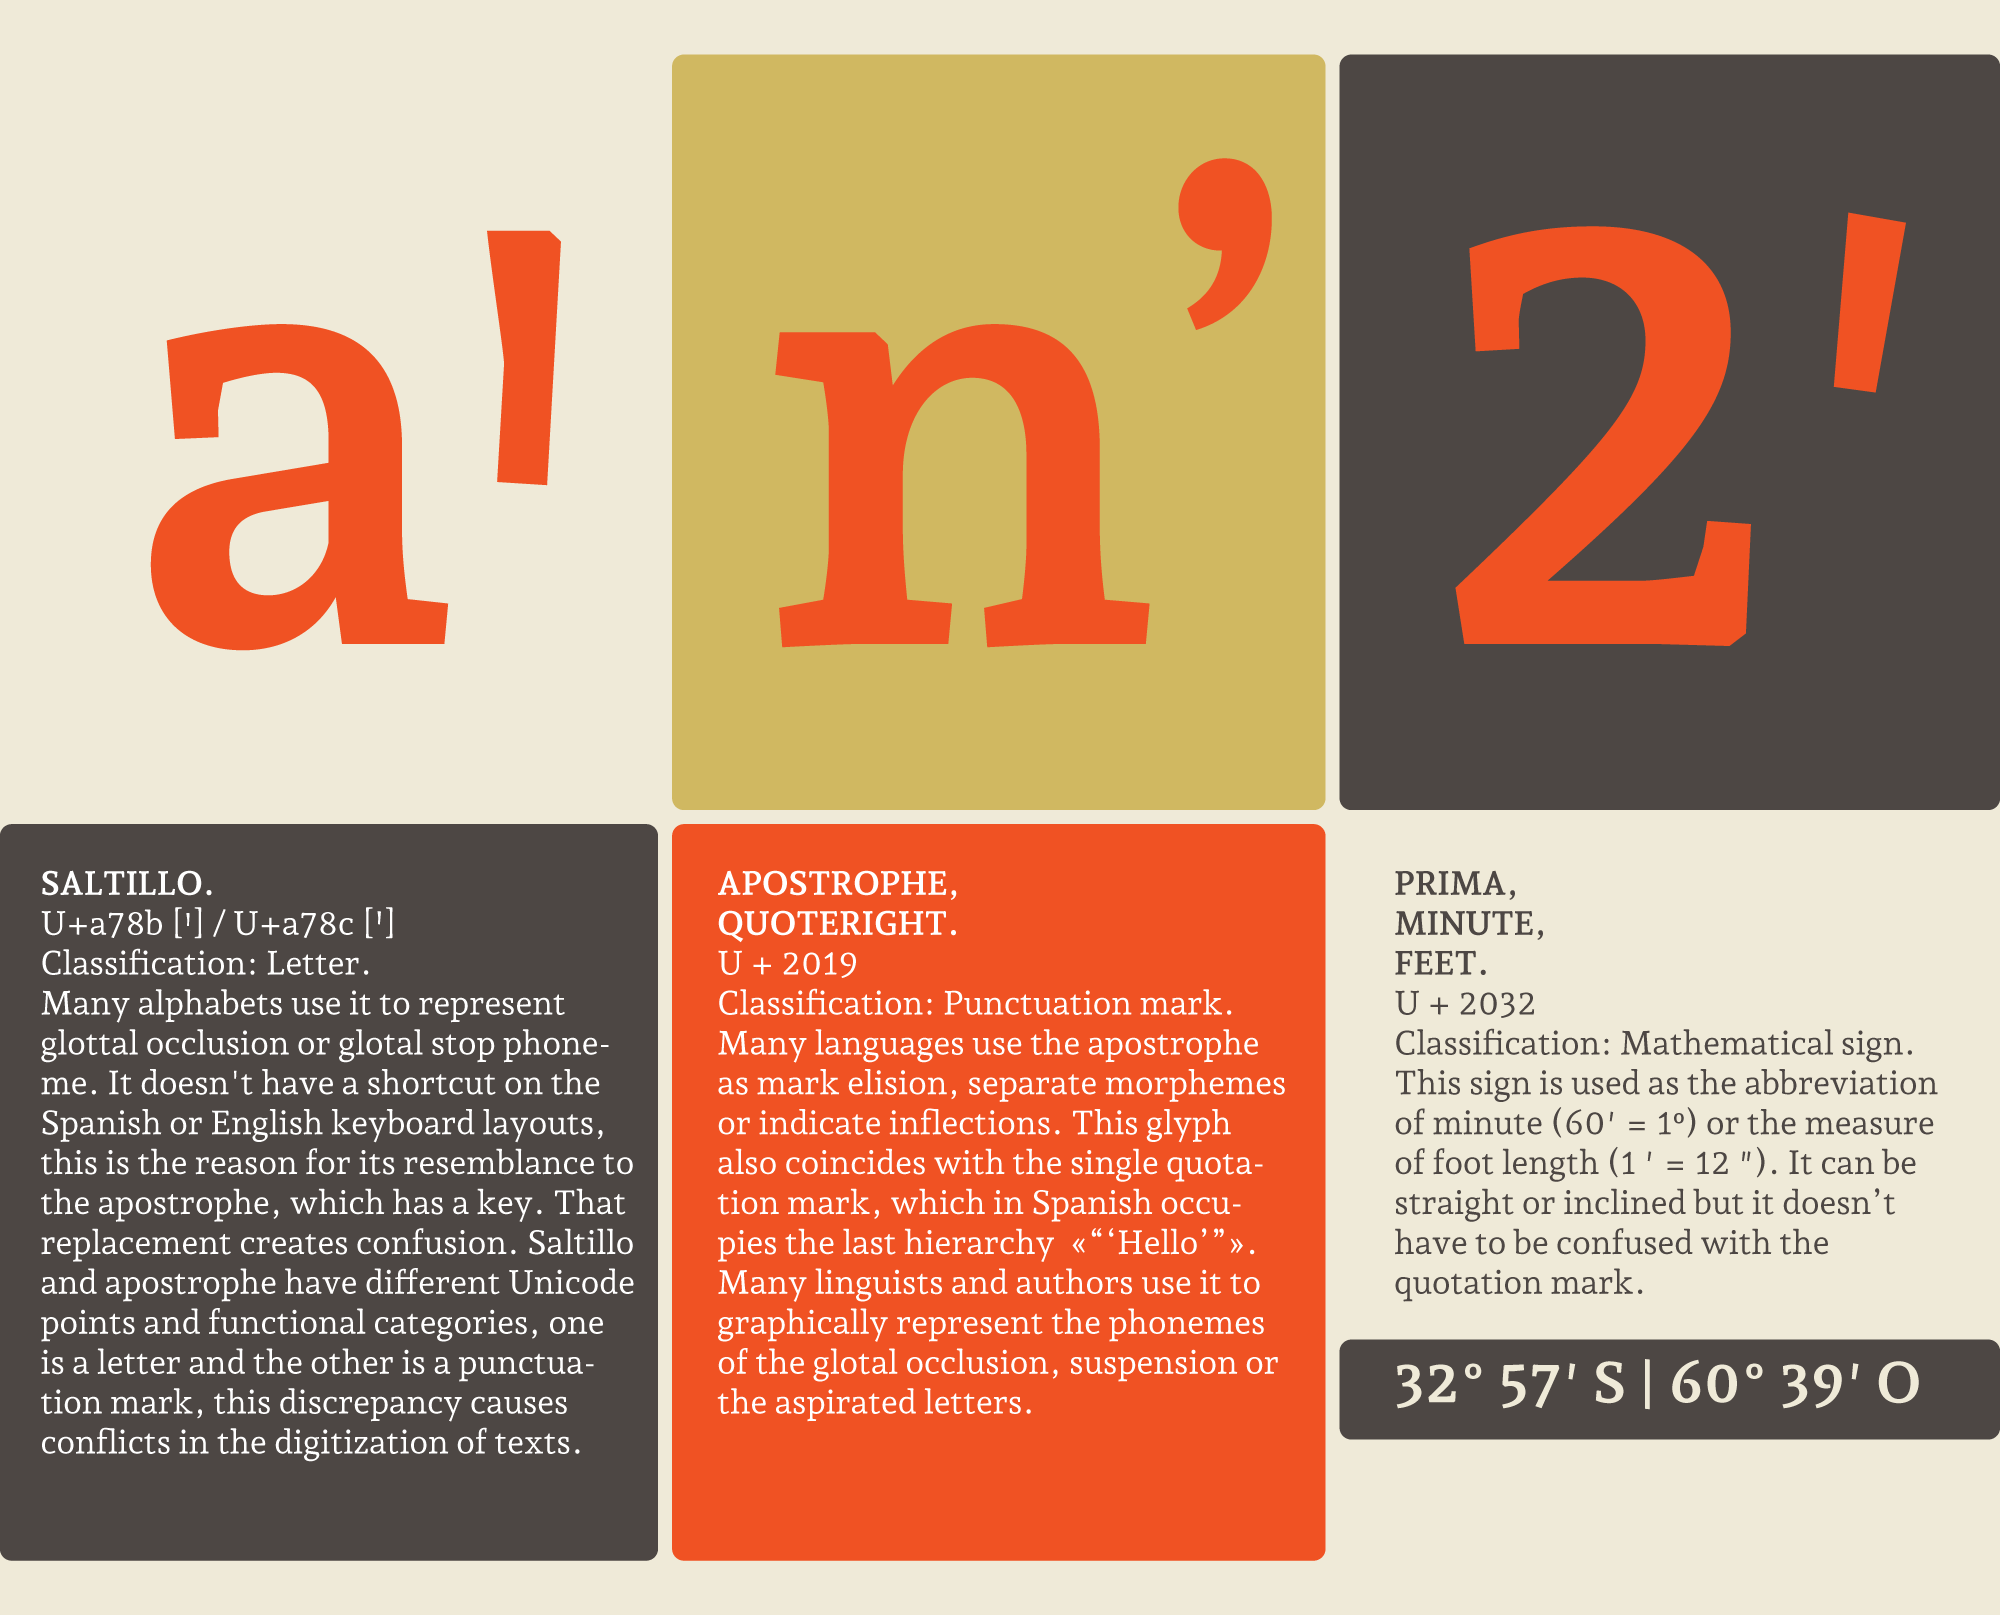 aꞌ
n’
2′
SALTILLO.
U+a78b [Ꞌ] / U+a78c [ꞌ]
Classification: Letter.
Many alphabets use it to represent
glottal occlusion or glotal stop phone-
me. It doesn't have a shortcut on the
Spanish or English keyboard layouts,
this is the reason for its resemblance to
the apostrophe, which has a key. That
replacement creates confusion. Saltillo
and apostrophe have different Unicode
points and functional categories, one
is a letter and the other is a punctua-
tion mark, this discrepancy causes
conflicts in the digitization of texts.
APOSTROPHE,
QUOTERIGHT.
U + 2019
Classification: Punctuation mark.
Many languages use the apostrophe
as mark elision, separate morphemes
or indicate inflections. This glyph
also coincides with the single quota-
tion mark, which in Spanish occu-
pies the last hierarchy «“‘Hello’”».
Many linguists and authors use it to
graphically represent the phonemes
of the glotal occlusion, suspension or
the aspirated letters.
PRIMA,
MINUTE,
FEET.
U + 2032
Classification: Mathematical sign.
This sign is used as the abbreviation
of minute (60′ = 1º) or the measure
of foot length (1 ′ = 12 ″). It can be
straight or inclined but it doesn’t
have to be confused with the
quotation mark.
32° 57′ S | 60° 39′ O